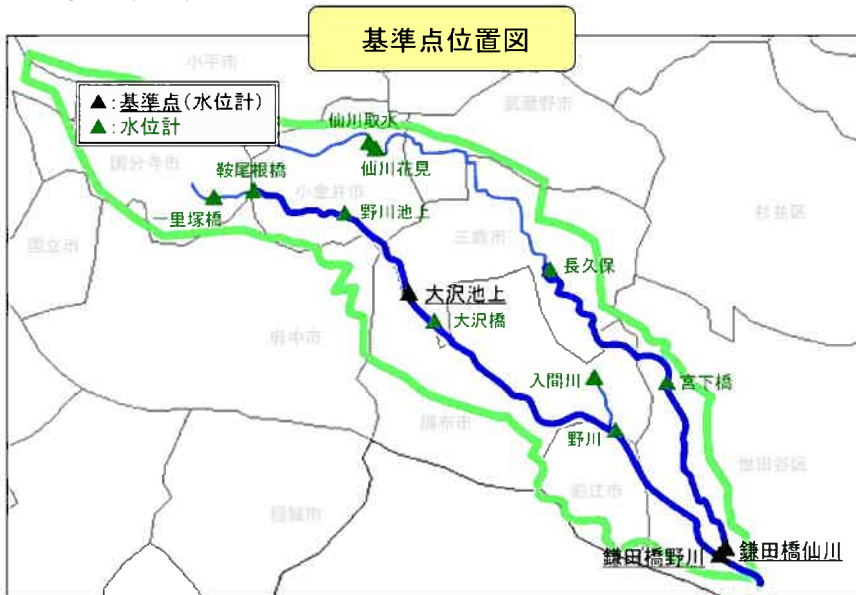 基準点位置図
小平市
▲:基準点(水位計)
▲:水位計
武蔵野市
仙川取水
国分寺市
鞍尾根橋
仙川花見
小金井市
一里塚橋
野川池上
杉並区
三鷹市
国立市
長久保
大沢池上
大沢橋
府中市
入間川
宮下橋
調布市
野川
世田谷区
狛江市
稲城市
鎌田橋野川
鎌田橋仙川